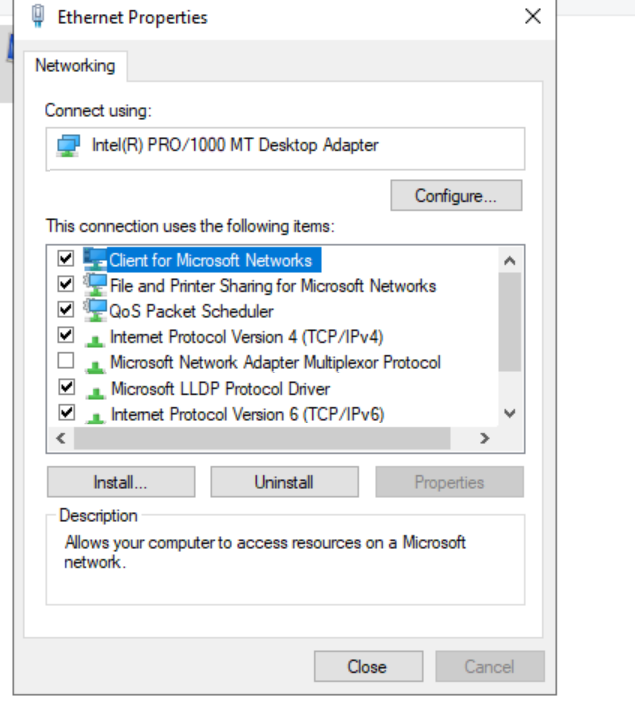 Ethernet Properties
Networking
Connect using:
Intel(R) PRO/1000 MT Desktop Adapter
Configure...
This connection uses the following items:
Client for Microsoft Networks
File and Printer Sharing for Microsoft Networks
QoS Packet Scheduler
Internet Protocol Version 4 (TCP/IPv4)
Microsoft Network Adapter Multiplexor Protocol
Microsoft LLDP Protocol Driver
Internet Protocol Version 6 (TCP/IPv6)
Install... Uninstall Properties
Description
Allows your computer to access resources on a Microsoft
network.
Close Cancel